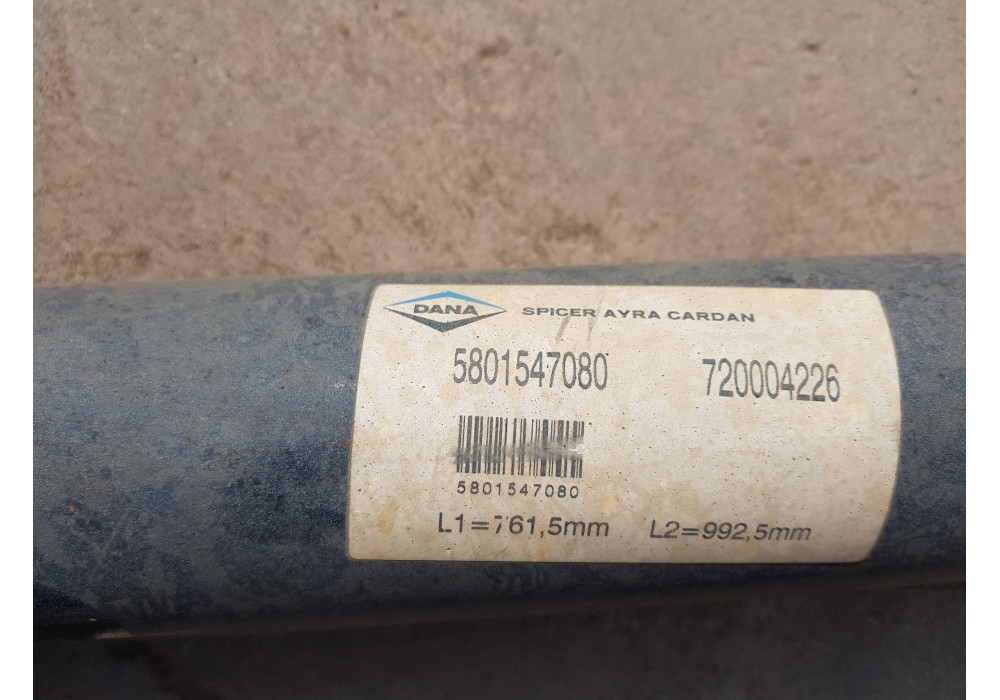 DANA SPICER AYRA CARDAN
5801547080 720004226
5801547080
L1=761,5mm L2=992,5mm